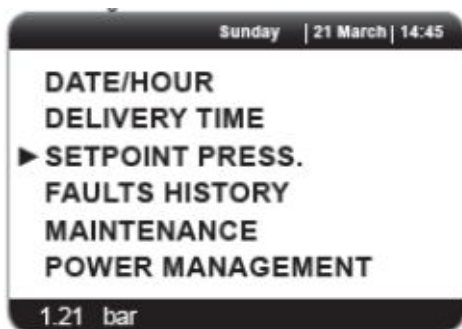 Sunday | 21 March | 14:45
DATE/HOUR
DELIVERY TIME
►SETPOINT PRESS.
FAULTS HISTORY
MAINTENANCE
POWER MANAGEMENT
1.21 bar